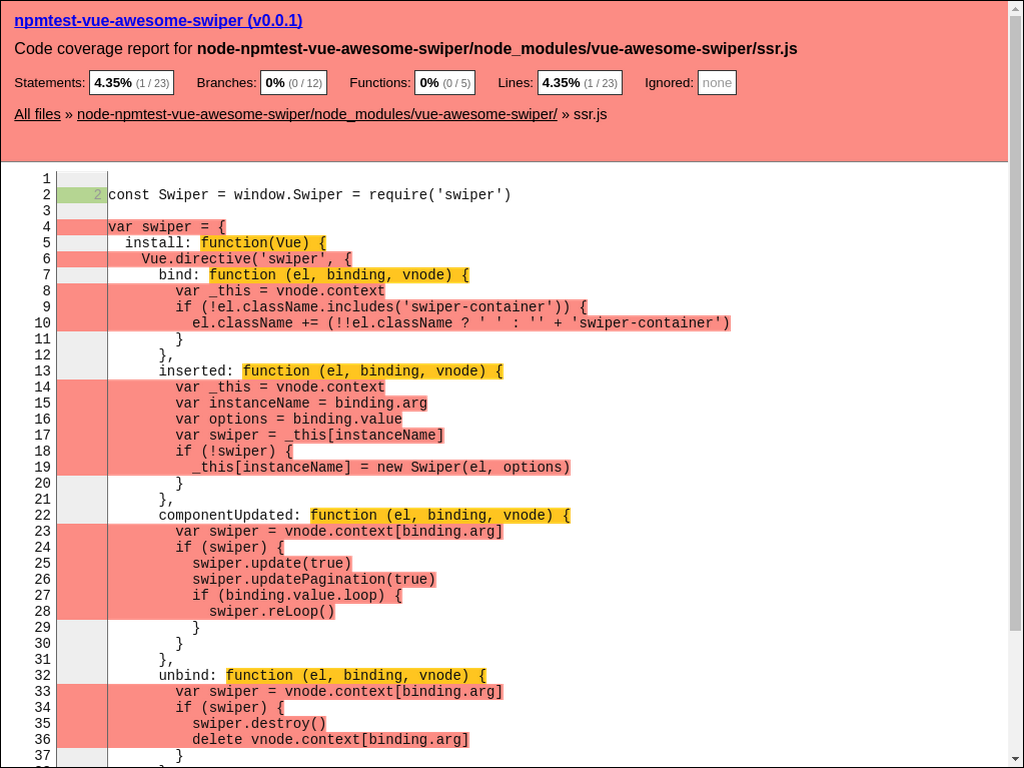 npmtest-vue-awesome-swiper (v0.0.1)
Code coverage report for node-npmtest-vue-awesome-swiper/node_modules/vue-awesome-swiper/ssr.js
Statements: 4.35% (1 / 23) Branches: 0% (0 / 12) Functions: 0% (0 / 5) Lines: 4.35% (1 / 23) Ignored: none
All files » node-npmtest-vue-awesome-swiper/node_modules/vue-awesome-swiper/ » ssr.js
1
2 2 const Swiper = window.Swiper = require('swiper')
3
4 var swiper = {
5 install: function(Vue) {
6 Vue.directive('swiper', {
7 bind: function (el, binding, vnode) {
8 var _this = vnode.context
9 if (!el.className.includes('swiper-container')) {
10 el.className += (!!el.className ? ' ' : '' + 'swiper-container')
11 }
12 },
13 inserted: function (el, binding, vnode) {
14 var _this = vnode.context
15 var instanceName = binding.arg
16 var options = binding.value
17 var swiper = _this[instanceName]
18 if (!swiper) {
19 _this[instanceName] = new Swiper(el, options)
20 }
21 },
22 componentUpdated: function (el, binding, vnode) {
23 var swiper = vnode.context[binding.arg]
24 if (swiper) {
25 swiper.update(true)
26 swiper.updatePagination(true)
27 if (binding.value.loop) {
28 swiper.reLoop()
29 }
30 }
31 },
32 unbind: function (el, binding, vnode) {
33 var swiper = vnode.context[binding.arg]
34 if (swiper) {
35 swiper.destroy()
36 delete vnode.context[binding.arg]
37 }